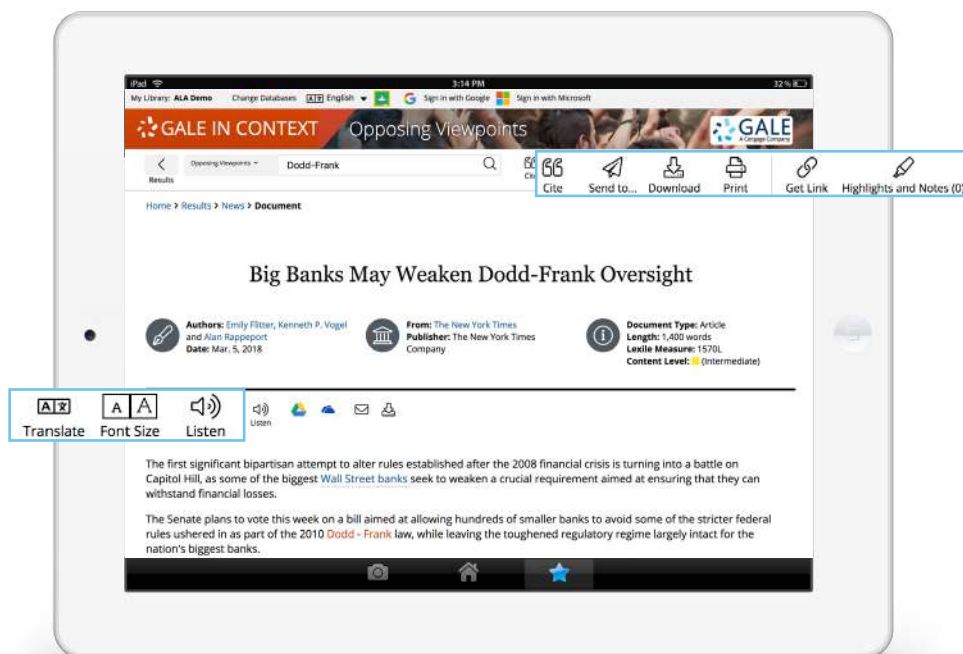 iPad 3:14 PM 32%
My Library: ALA Demo Change Databases English Sign in with Google Sign in with Microsoft
GALE IN CONTEXT Opposing Viewpoints GALE
A Cengage Company
Results Opposing Viewpoints Dodd-Frank
Cite Send to... Download Print Get Link Highlights and Notes (0)
Home > Results > News > Document
Big Banks May Weaken Dodd-Frank Oversight
Authors: Emily Flitter, Kenneth P. Vogel
and Alan Rappeport
Date: Mar. 5, 2018
From: The New York Times
Publisher: The New York Times
Company
Document Type: Article
Length: 1,400 words
Lexile Measure: 1570L
Content Level: (Intermediate)
Translate Font Size Listen
Listen
The first significant bipartisan attempt to alter rules established after the 2008 financial crisis is turning into a battle on
Capitol Hill, as some of the biggest Wall Street banks seek to weaken a crucial requirement aimed at ensuring that they can
withstand financial losses.
The Senate plans to vote this week on a bill aimed at allowing hundreds of smaller banks to avoid some of the stricter federal
rules ushered in as part of the 2010 Dodd - Frank law, while leaving the toughened regulatory regime largely intact for the
nation's biggest banks.